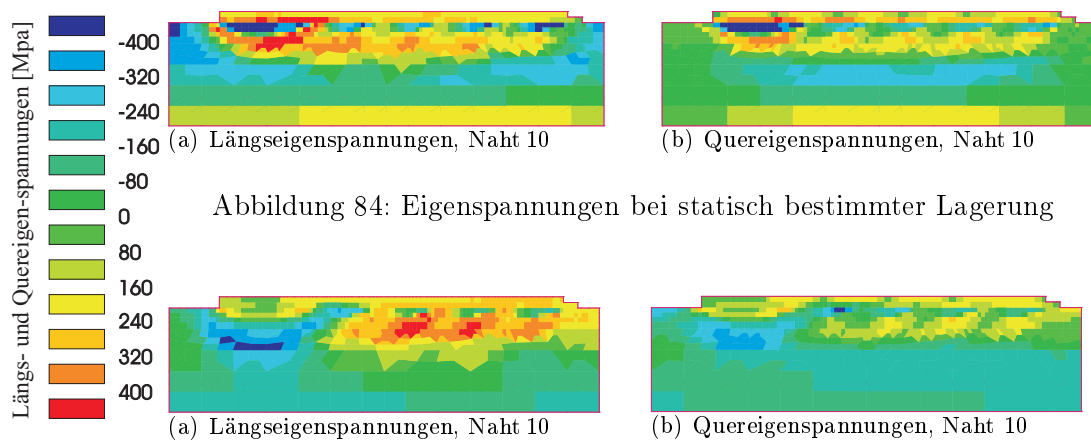 Längs- und Quereigen-spannungen [Mpa]
-400
-320
-240
-160
-80
0
80
160
240
320
400
(a) Längseigenspannungen, Naht 10
(b) Quereigenspannungen, Naht 10
Abbildung 84: Eigenspannungen bei statisch bestimmter Lagerung
(a) Längseigenspannungen, Naht 10
(b) Quereigenspannungen, Naht 10